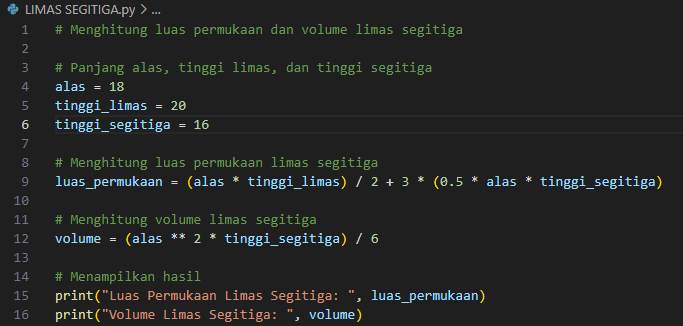 LIMAS SEGITIGA.py > ...
1 # Menghitung luas permukaan dan volume limas segitiga
2
3 # Panjang alas, tinggi limas, dan tinggi segitiga
4 alas = 18
5 tinggi_limas = 20
6 tinggi_segitiga = 16
7
8 # Menghitung luas permukaan limas segitiga
9 luas_permukaan = (alas * tinggi_limas) / 2 + 3 * (0.5 * alas * tinggi_segitiga)
10
11 # Menghitung volume limas segitiga
12 volume = (alas ** 2 * tinggi_segitiga) / 6
13
14 # Menampilkan hasil
15 print("Luas Permukaan Limas Segitiga: ", luas_permukaan)
16 print("Volume Limas Segitiga: ", volume)